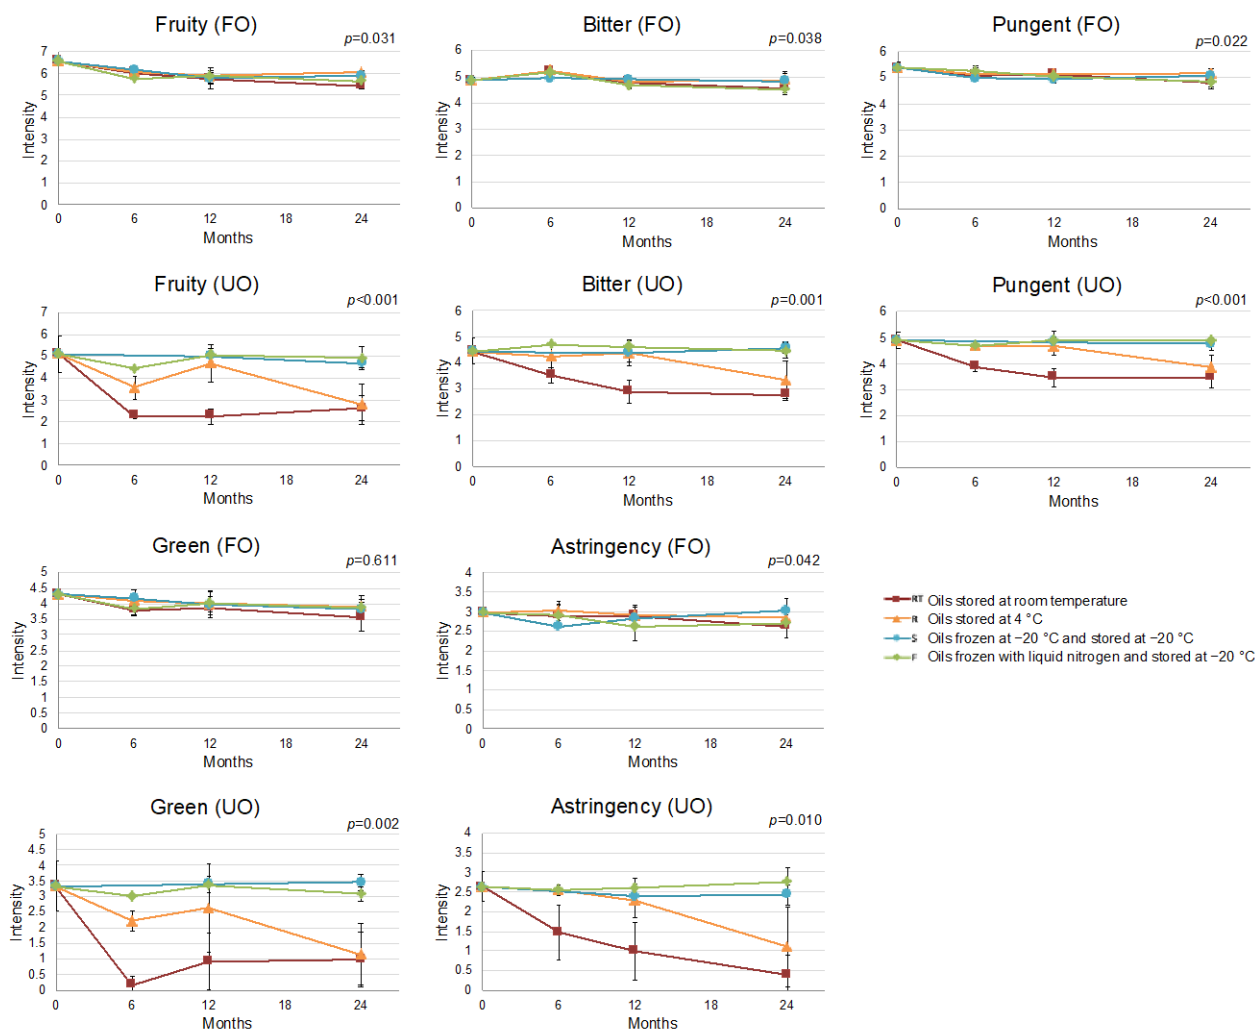 Fruity (FO)
p=0.031
7
6
5
4
3
2
1
0
Intensity
0 6 12 18 24
Months
Bitter (FO)
p=0.038
6
5
4
3
2
1
0
Intensity
0 6 12 18 24
Months
Pungent (FO)
p=0.022
6
5
4
3
2
1
0
Intensity
0 6 12 18 24
Months
Fruity (UO)
p<0.001
7
6
5
4
3
2
1
0
Intensity
0 6 12 18 24
Months
Bitter (UO)
p=0.001
6
5
4
3
2
1
0
Intensity
0 6 12 18 24
Months
Pungent (UO)
p<0.001
6
5
4
3
2
1
0
Intensity
0 6 12 18 24
Months
Green (FO)
p=0.611
5
4.5
4
3.5
3
2.5
2
1.5
1
0.5
0
Intensity
0 6 12 18 24
Months
Astringency (FO)
p=0.042
4
3.5
3
2.5
2
1.5
1
0.5
0
Intensity
0 6 12 18 24
Months
RT Oils stored at room temperature
R Oils stored at 4 °C
S Oils frozen at −20 °C and stored at −20 °C
F Oils frozen with liquid nitrogen and stored at −20 °C
Green (UO)
p=0.002
5
4.5
4
3.5
3
2.5
2
1.5
1
0.5
0
Intensity
0 6 12 18 24
Months
Astringency (UO)
p=0.010
4
3.5
3
2.5
2
1.5
1
0.5
0
Intensity
0 6 12 18 24
Months